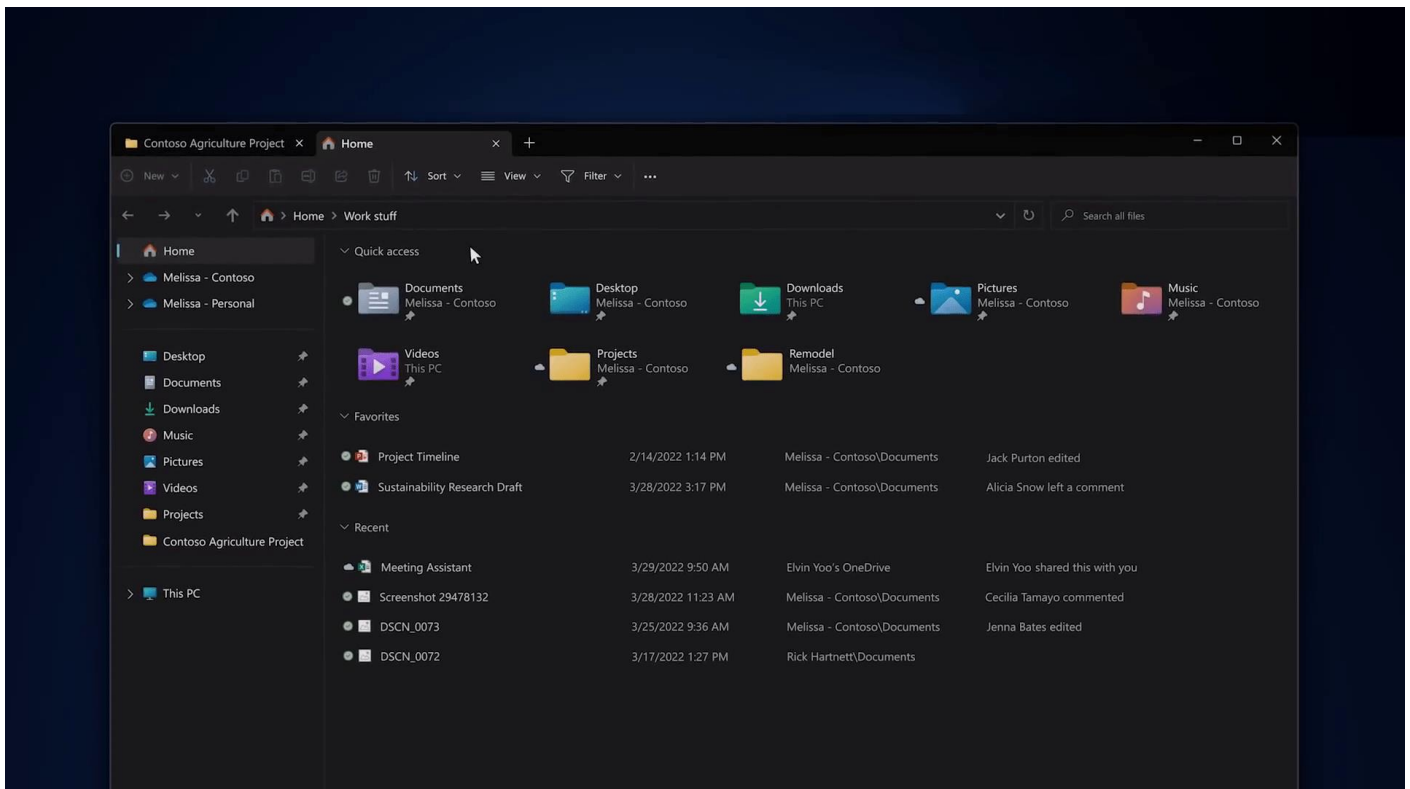 Contoso Agriculture Project
Home
New
Sort
View
Filter
Home > Work stuff
Search all files
Home
Melissa - Contoso
Melissa - Personal
Desktop
Documents
Downloads
Music
Pictures
Videos
Projects
Contoso Agriculture Project
This PC
Quick access
Documents
Melissa - Contoso
Desktop
Melissa - Contoso
Downloads
This PC
Pictures
Melissa - Contoso
Music
Melissa - Contoso
Videos
This PC
Projects
Melissa - Contoso
Remodel
Melissa - Contoso
Favorites
Project Timeline 2/14/2022 1:14 PM Melissa - Contoso\Documents Jack Purton edited
Sustainability Research Draft 3/28/2022 3:17 PM Melissa - Contoso\Documents Alicia Snow left a comment
Recent
Meeting Assistant 3/29/2022 9:50 AM Elvin Yoo's OneDrive Elvin Yoo shared this with you
Screenshot 29478132 3/28/2022 11:23 AM Melissa - Contoso\Documents Cecilia Tamayo commented
DSCN_0073 3/25/2022 9:36 AM Melissa - Contoso\Documents Jenna Bates edited
DSCN_0072 3/17/2022 1:27 PM Rick Hartnett\Documents